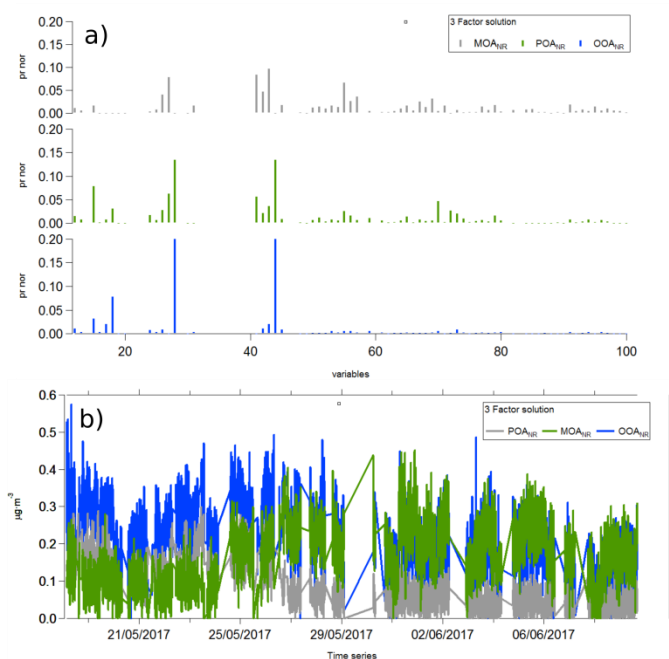 a)
3 Factor solution
MOA_NR POA_NR OOA_NR
0.20
0.15
pr nor
0.10
0.05
0.00
0.20
0.15
pr nor
0.10
0.05
0.00
0.20
0.15
pr nor
0.10
0.05
0.00
20 40 60 80 100
variables
b)
3 Factor solution
POA_NR MOA_NR OOA_NR
0.6
0.5
0.4
µg·m⁻³
0.3
0.2
0.1
0.0
21/05/2017 25/05/2017 29/05/2017 02/06/2017 06/06/2017
Time series